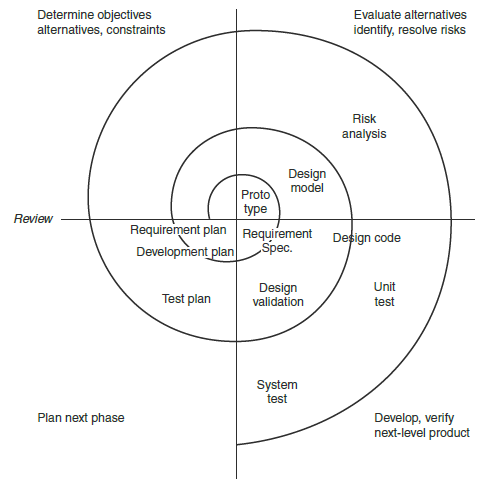 Determine objectives
alternatives, constraints
Evaluate alternatives
identify, resolve risks
Risk
analysis
Design
model
Proto
type
Review
Requirement plan
Requirement
Spec.
Design code
Development plan
Test plan
Design
validation
Unit
test
System
test
Plan next phase
Develop, verify
next-level product